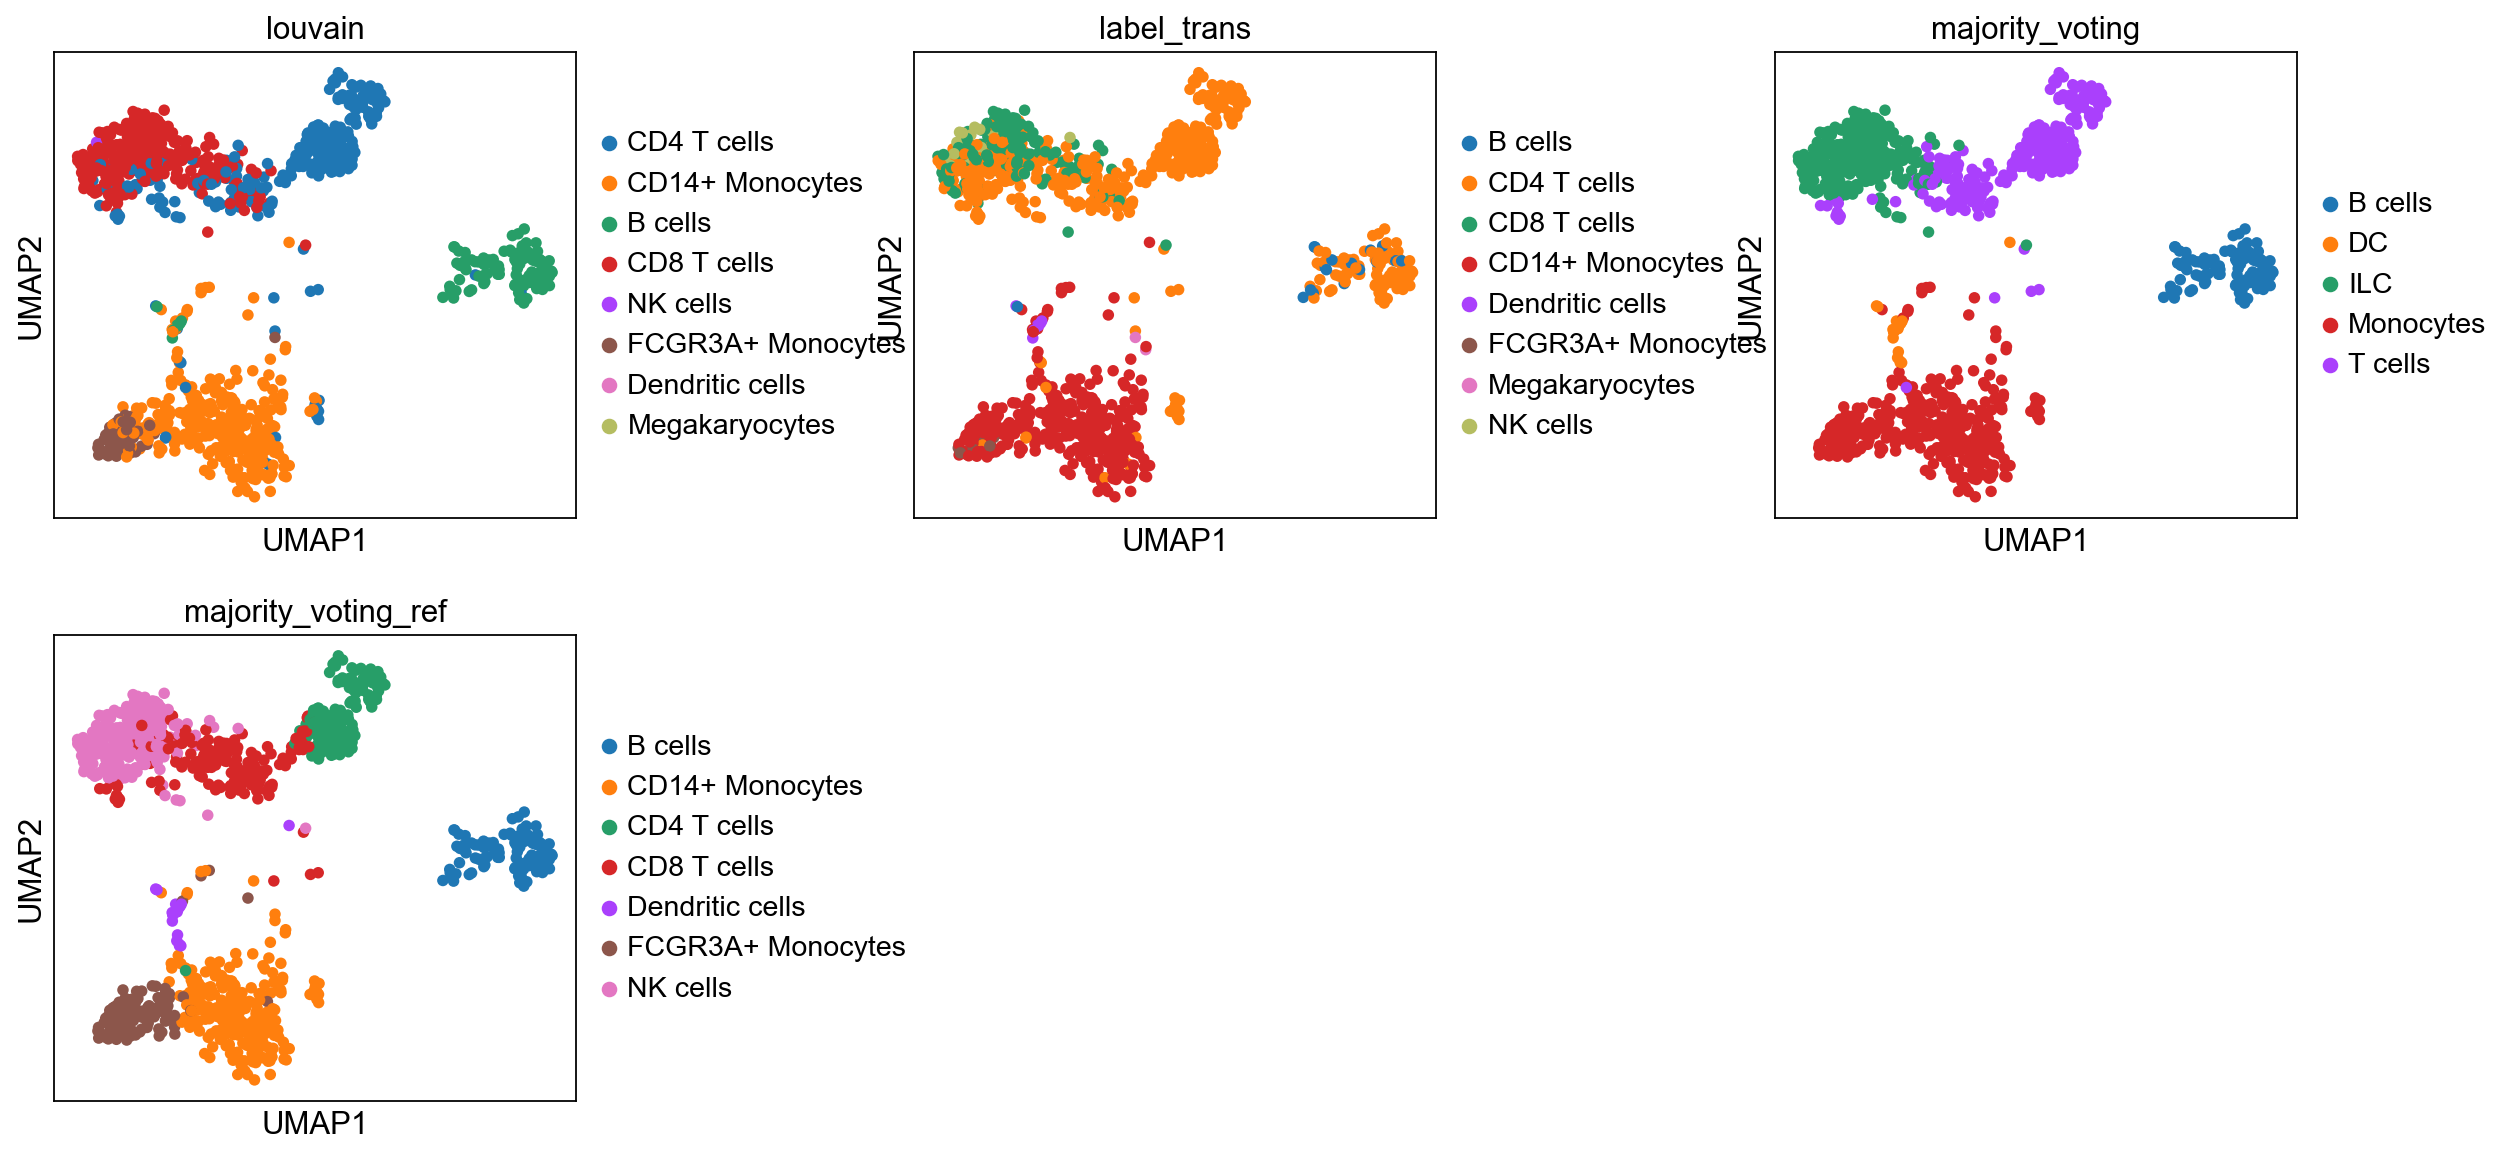 louvain
UMAP2
UMAP1
CD4 T cells
CD14+ Monocytes
B cells
CD8 T cells
NK cells
FCGR3A+ Monocytes
Dendritic cells
Megakaryocytes
label_trans
UMAP2
UMAP1
B cells
CD4 T cells
CD8 T cells
CD14+ Monocytes
Dendritic cells
FCGR3A+ Monocytes
Megakaryocytes
NK cells
majority_voting
UMAP2
UMAP1
B cells
DC
ILC
Monocytes
T cells
majority_voting_ref
UMAP2
UMAP1
B cells
CD14+ Monocytes
CD4 T cells
CD8 T cells
Dendritic cells
FCGR3A+ Monocytes
NK cells